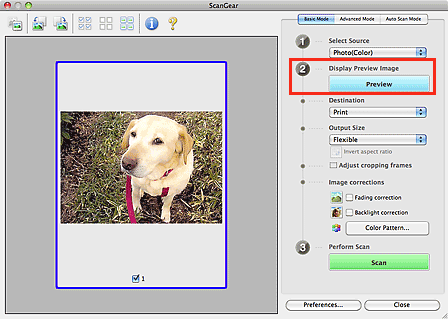 ScanGear
Basic Mode Advanced Mode Auto Scan Mode
1 Select Source
Photo(Color)
2 Display Preview Image
Preview
Destination
Print
Output Size
Flexible
Invert aspect ratio
Adjust cropping frames
Image corrections
Fading correction
Backlight correction
Color Pattern...
3 Perform Scan
Scan
Preferences... Close
1